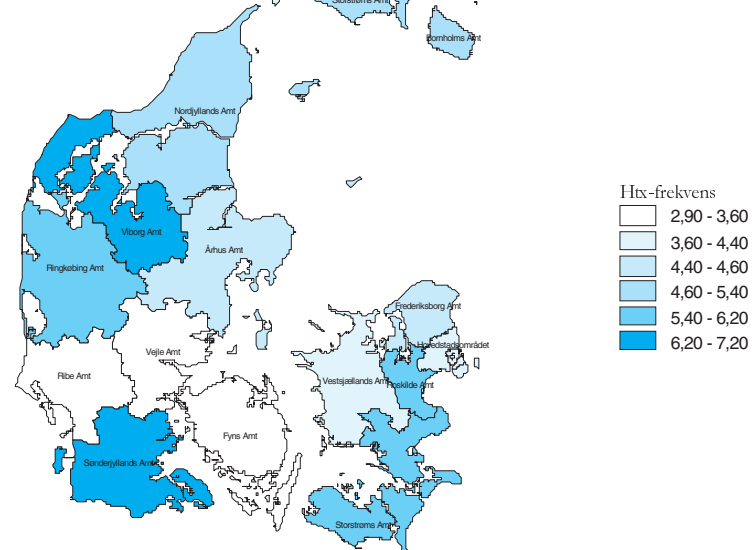 Storstrøms Amt
Bornholms Amt
Nordjyllands Amt
Viborg Amt
Århus Amt
Ringkøbing Amt
Frederiksborg Amt
Hovedstadsområdet
Vejle Amt
Ribe Amt
Vestsjællands Amt
Roskilde Amt
Fyns Amt
Sønderjyllands Amt
Storstrøms Amt
Htx-frekvens
2,90 - 3,60
3,60 - 4,40
4,40 - 4,60
4,60 - 5,40
5,40 - 6,20
6,20 - 7,20